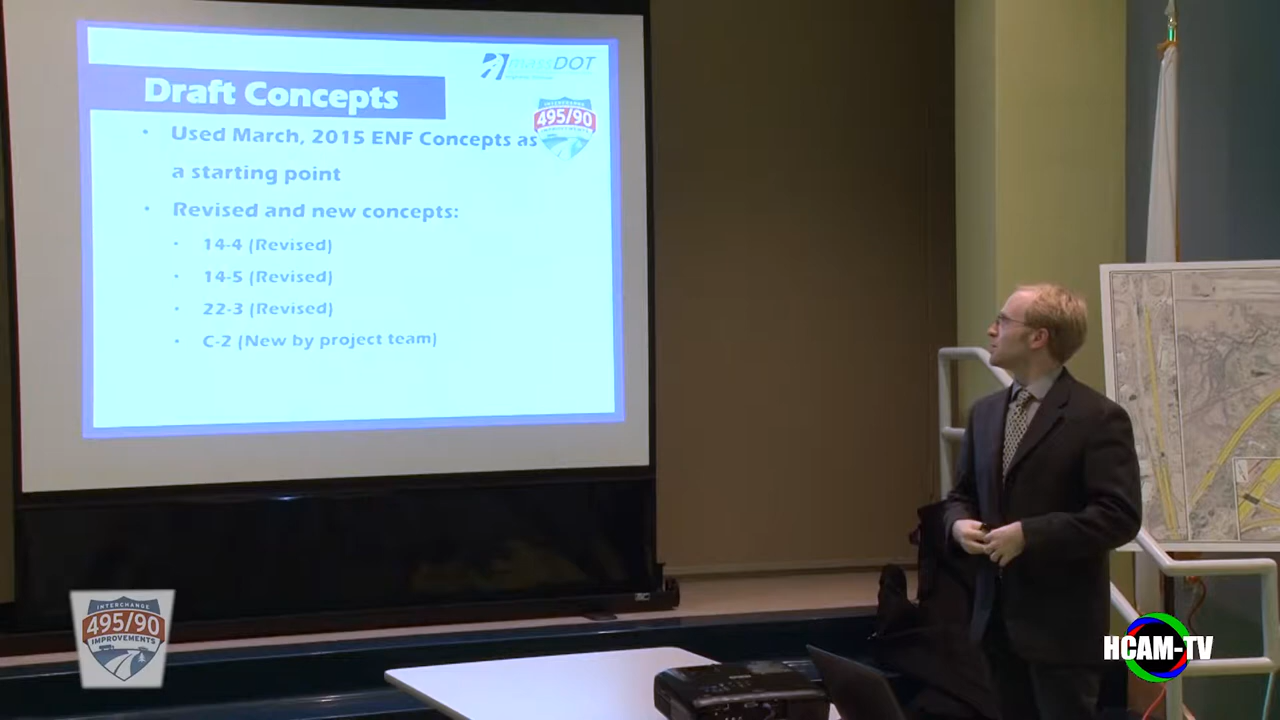 massDOT
Draft Concepts
INTERCHANGE
495/90
IMPROVEMENTS
• Used March, 2015 ENF Concepts as
a starting point
• Revised and new concepts:
• 14-4 (Revised)
• 14-5 (Revised)
• 22-3 (Revised)
• C-2 (New by project team)
INTERCHANGE
495/90
IMPROVEMENTS
HCAM-TV